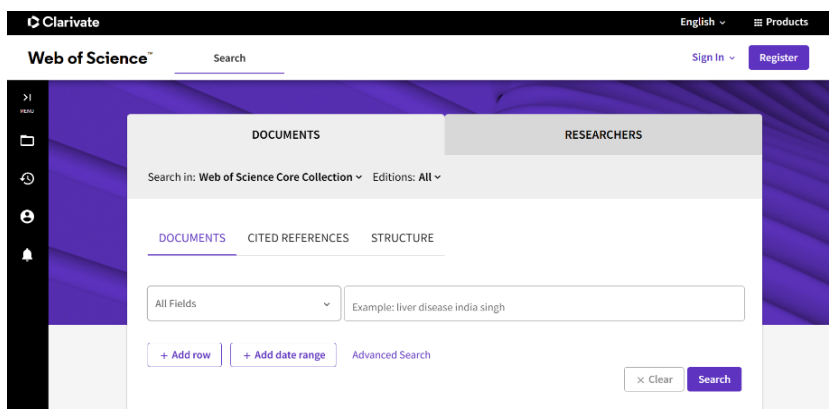 Clarivate
English
Products
Web of Science™
Search
Sign In
Register
MENU
DOCUMENTS
RESEARCHERS
Search in: Web of Science Core Collection Editions: All
DOCUMENTS CITED REFERENCES STRUCTURE
All Fields
Example: liver disease india singh
+ Add row
+ Add date range
Advanced Search
× Clear
Search